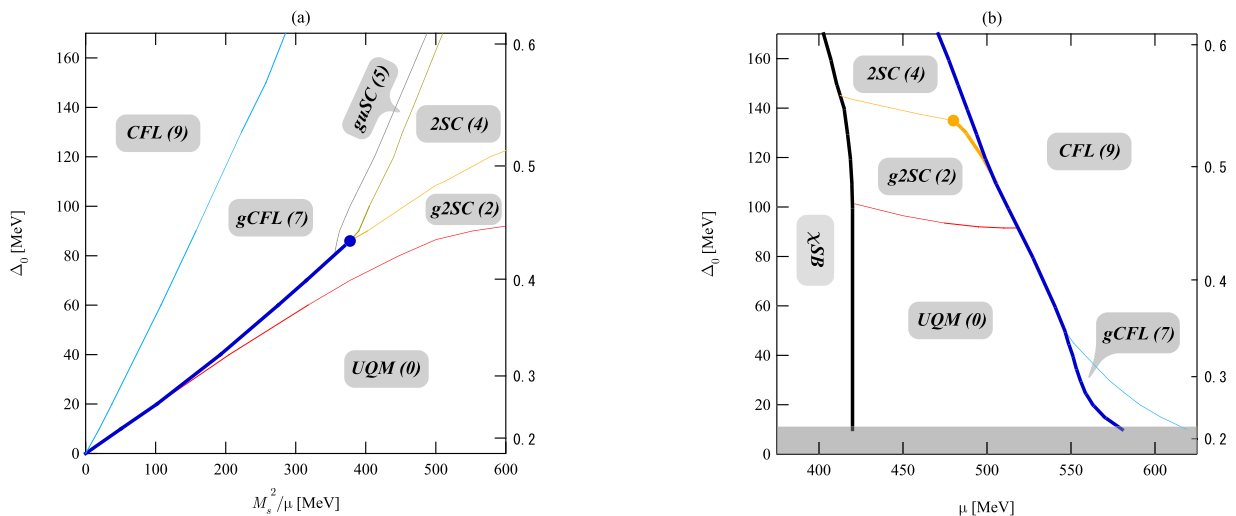 (a)
160
140
120
100
80
60
40
20
0
Δ₀ [MeV]
0.6
0.5
0.4
0.3
0.2
CFL (9)
guSC (5)
2SC (4)
gCFL (7)
g2SC (2)
UQM (0)
0 100 200 300 400 500 600
Mₛ²/μ [MeV]
(b)
160
140
120
100
80
60
40
20
0
Δ₀ [MeV]
0.6
0.5
0.4
0.3
0.2
2SC (4)
CFL (9)
g2SC (2)
χSB
UQM (0)
gCFL (7)
400 450 500 550 600
μ [MeV]